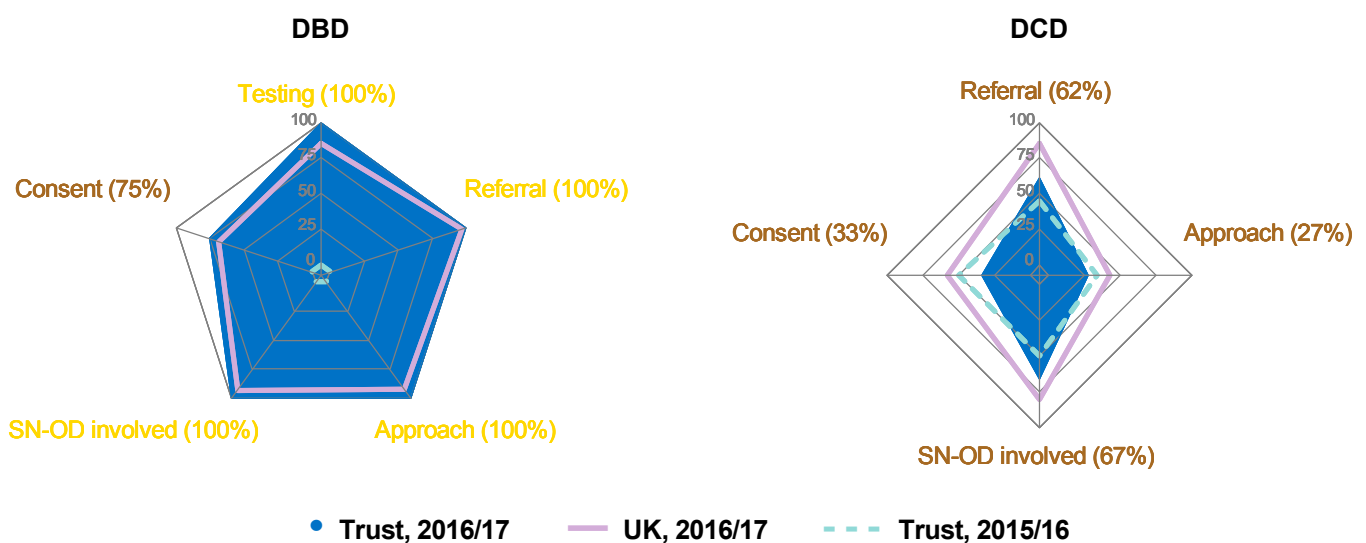 DBD
DCD
Testing (100%)
Referral (62%)
100
75
50
25
0
100
75
50
25
0
Consent (75%)
Referral (100%)
Consent (33%)
Approach (27%)
SN-OD involved (100%)
Approach (100%)
SN-OD involved (67%)
Trust, 2016/17
UK, 2016/17
Trust, 2015/16